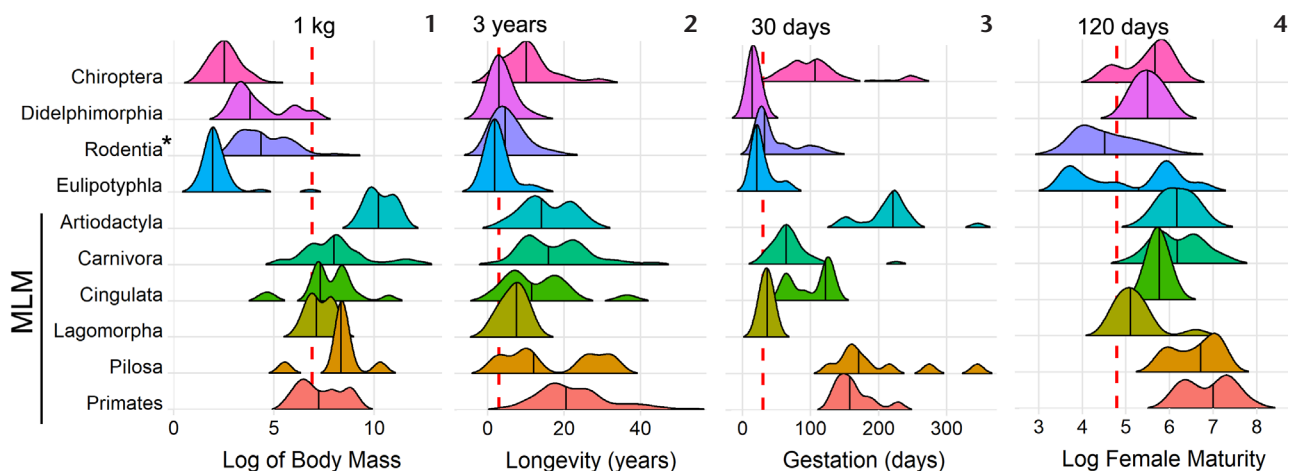 1 kg 1 3 years 2 30 days 3 120 days 4
Chiroptera
Didelphimorphia
Rodentia*
Eulipotyphla
Artiodactyla
Carnivora
Cingulata
Lagomorpha
Pilosa
Primates
MLM
0 5 10 0 20 40 0 100 200 300 3 4 5 6 7 8
Log of Body Mass Longevity (years) Gestation (days) Log Female Maturity